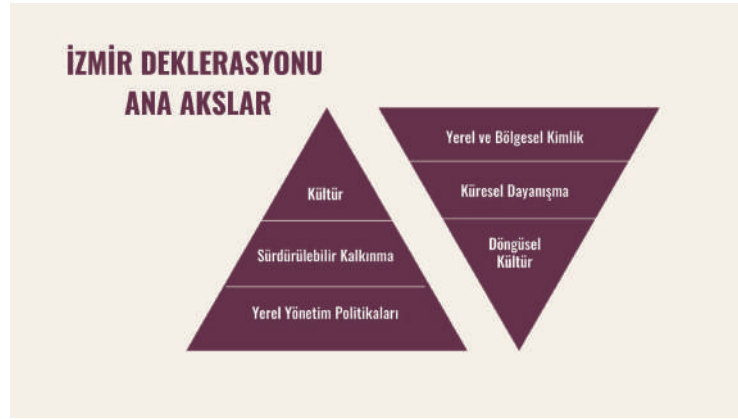 İZMİR DEKLERASYONU
ANA AKSLAR
Kültür
Sürdürülebilir Kalkınma
Yerel Yönetim Politikaları
Yerel ve Bölgesel Kimlik
Küresel Dayanışma
Döngüsel
Kültür